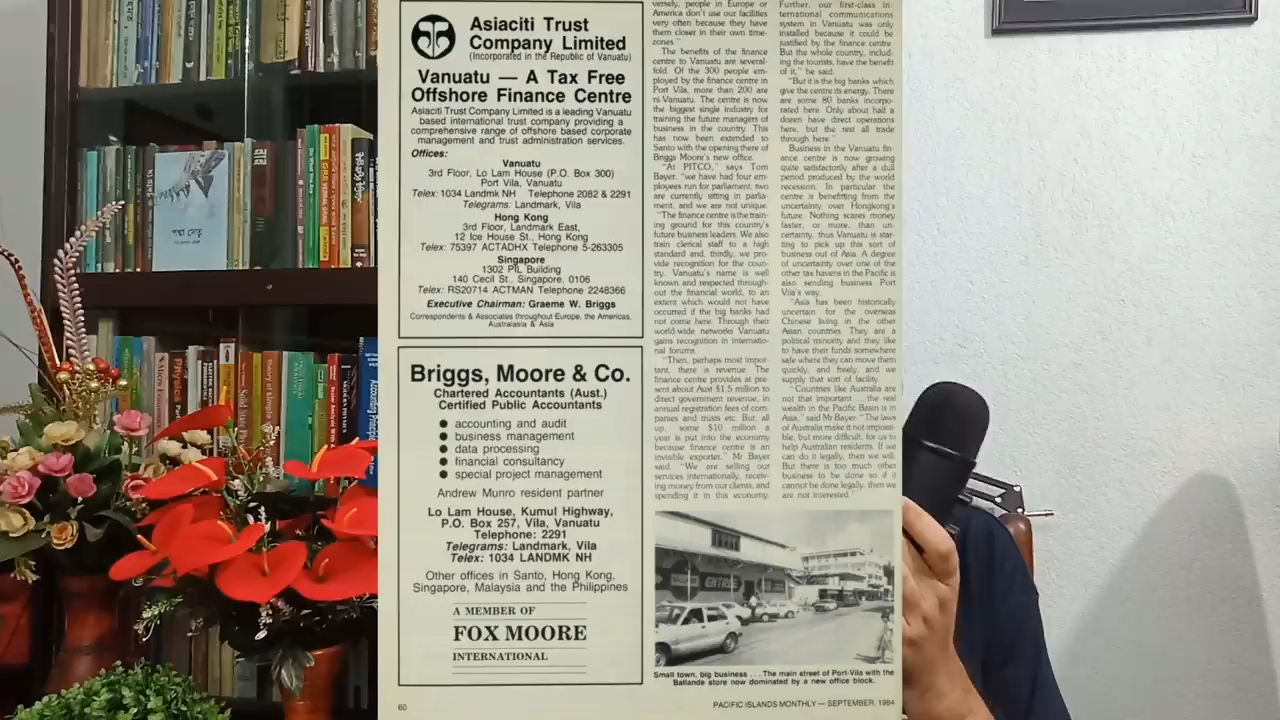 পদ্মা সেতু
Physics
Asiaciti Trust
Company Limited
(Incorporated in the Republic of Vanuatu)
Vanuatu — A Tax Free
Offshore Finance Centre
Asiaciti Trust Company Limited is a leading Vanuatu
based international trust company providing a
comprehensive range of offshore based corporate
management and trust administration services.
Offices:
Vanuatu
3rd Floor, Lo Lam House (P.O. Box 300)
Port Vila, Vanuatu
Telex: 1034 Landmk NH Telephone 2082 & 2291
Telegrams: Landmark, Vila
Hong Kong
3rd Floor, Landmark East,
12 Ice House St., Hong Kong
Telex: 75397 ACTADHX Telephone 5-263305
Singapore
1302 PIL Building
140 Cecil St., Singapore, 0106
Telex: RS20714 ACTMAN Telephone 2248366
Executive Chairman: Graeme W. Briggs
Correspondents & Associates throughout Europe, the Americas,
Australasia & Asia
Briggs, Moore & Co.
Chartered Accountants (Aust.)
Certified Public Accountants
● accounting and audit
● business management
● data processing
● financial consultancy
● special project management
Andrew Munro resident partner
Lo Lam House, Kumul Highway,
P.O. Box 257, Vila, Vanuatu
Telephone: 2291
Telegrams: Landmark, Vila
Telex: 1034 LANDMK NH
Other offices in Santo, Hong Kong,
Singapore, Malaysia and the Philippines
A MEMBER OF
FOX MOORE
INTERNATIONAL
60
versely, people in Europe or
America don't use our facilities
very often because they have
them closer in their own time-
zones."
The benefits of the finance
centre to Vanuatu are several-
fold. Of the 300 people em-
ployed by the finance centre in
Port Vila, more than 200 are
ni-Vanuatu. The centre is now
the biggest single industry for
training the future managers of
business in the country. This
has now been extended to
Santo with the opening there of
Briggs Moore's new office.
"At PITCO," says Tom
Bayer, "we have had four em-
ployees run for parliament, two
are currently sitting in parlia-
ment, and we are not unique.
"The finance centre is the train-
ing ground for this country's
future business leaders. We also
train clerical staff to a high
standard and, thirdly, we pro-
vide recognition for the coun-
try. Vanuatu's name is well
known and respected through-
out the financial world, to an
extent which would not have
occurred if the big banks had
not come here. Through their
world-wide networks Vanuatu
gains recognition in internatio-
nal forums.
"Then, perhaps most impor-
tant, there is revenue. The
finance centre provides at pre-
sent about Aust $1.5 million to
direct government revenue, in
annual registration fees of com-
panies and trusts etc. But, all
up, some $10 million a
year is put into the economy
because finance centre is an
invisible exporter," Mr Bayer
said. "We are selling our
services internationally, receiv-
ing money from our clients, and
spending it in this economy.
Further, our first-class in-
ternational communications
system in Vanuatu was only
installed because it could be
justified by the finance centre.
But the whole country, includ-
ing the tourists, have the benefit
of it," he said.
"But it is the big banks which
give the centre its energy. There
are some 80 banks incorpo-
rated here. Only about half a
dozen have direct operations
here, but the rest all trade
through here."
Business in the Vanuatu fin-
ance centre is now growing
quite satisfactorily after a dull
period produced by the world
recession. In particular the
centre is benefiting from the
uncertainty over Hongkong's
future. Nothing scares money
faster, or more, than un-
certainty, thus Vanuatu is star-
ting to pick up this sort of
business out of Asia. A degree
of uncertainty over one of the
other tax havens in the Pacific is
also sending business Port
Vila's way.
"Asia has been historically
uncertain for the overseas
Chinese living in the other
Asian countries. They are a
political minority and they like
to have their funds somewhere
safe where they can move them
quickly, and freely, and we
supply that sort of facility.
"Countries like Australia are
not that important ... the real
wealth in the Pacific Basin is in
Asia," said Mr Bayer. "The laws
of Australia make it not impossi-
ble, but more difficult, for us to
help Australian residents. If we
can do it legally, then we will.
But there is too much other
business to be done so if it
cannot be done legally, then we
are not interested."
ENTREE
Small town, big business . . . The main street of Port-Vila with the
Ballande store now dominated by a new office block.
PACIFIC ISLANDS MONTHLY — SEPTEMBER, 1984